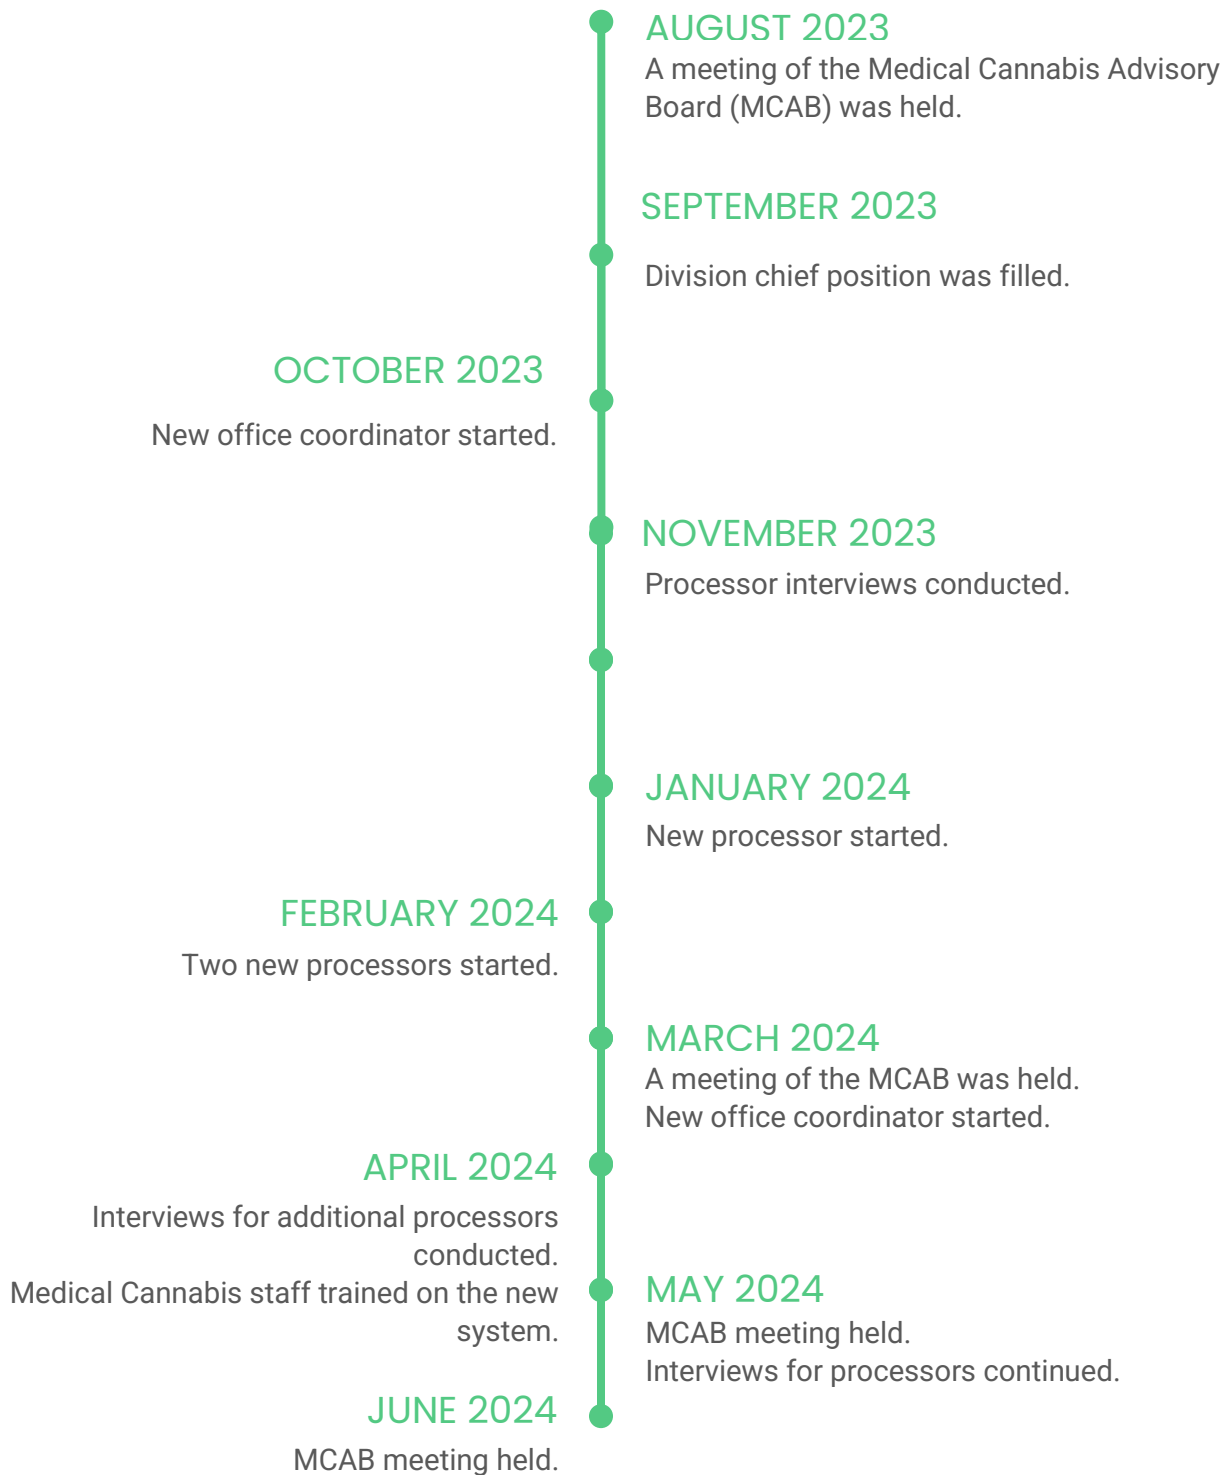 AUGUST 2023
A meeting of the Medical Cannabis Advisory
Board (MCAB) was held.
SEPTEMBER 2023
Division chief position was filled.
OCTOBER 2023
New office coordinator started.
NOVEMBER 2023
Processor interviews conducted.
JANUARY 2024
New processor started.
FEBRUARY 2024
Two new processors started.
MARCH 2024
A meeting of the MCAB was held.
New office coordinator started.
APRIL 2024
Interviews for additional processors
conducted.
Medical Cannabis staff trained on the new
system.
MAY 2024
MCAB meeting held.
Interviews for processors continued.
JUNE 2024
MCAB meeting held.